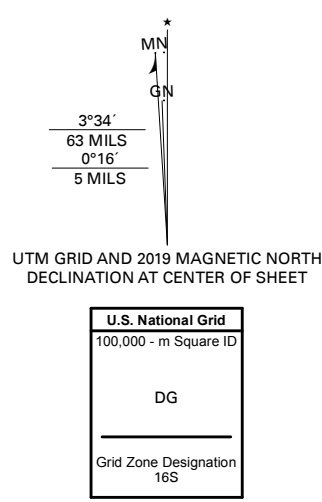 MN
GN
3°34´
63 MILS
0°16´
5 MILS
UTM GRID AND 2019 MAGNETIC NORTH
DECLINATION AT CENTER OF SHEET
U.S. National Grid
100,000 - m Square ID
DG
Grid Zone Designation
16S